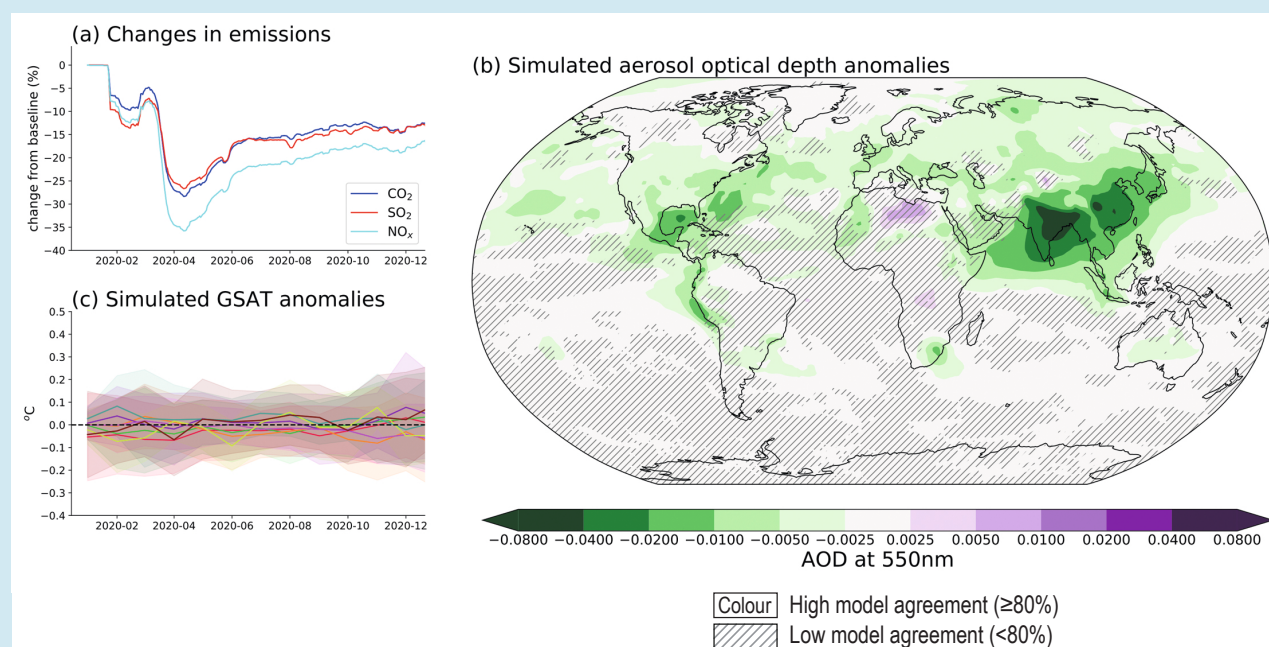 (a) Changes in emissions
change from baseline (%)
0
−5
−10
−15
−20
−25
−30
−35
−40
CO₂
SO₂
NOₓ
2020-02 2020-04 2020-06 2020-08 2020-10 2020-12
(b) Simulated aerosol optical depth anomalies
(c) Simulated GSAT anomalies
°C
0.5
0.4
0.3
0.2
0.1
0.0
−0.1
−0.2
−0.3
−0.4
2020-02 2020-04 2020-06 2020-08 2020-10 2020-12
−0.0800 −0.0400 −0.0200 −0.0100 −0.0050 −0.0025 0.0025 0.0050 0.0100 0.0200 0.0400 0.0800
AOD at 550nm
Colour High model agreement (≥80%)
Low model agreement (<80%)